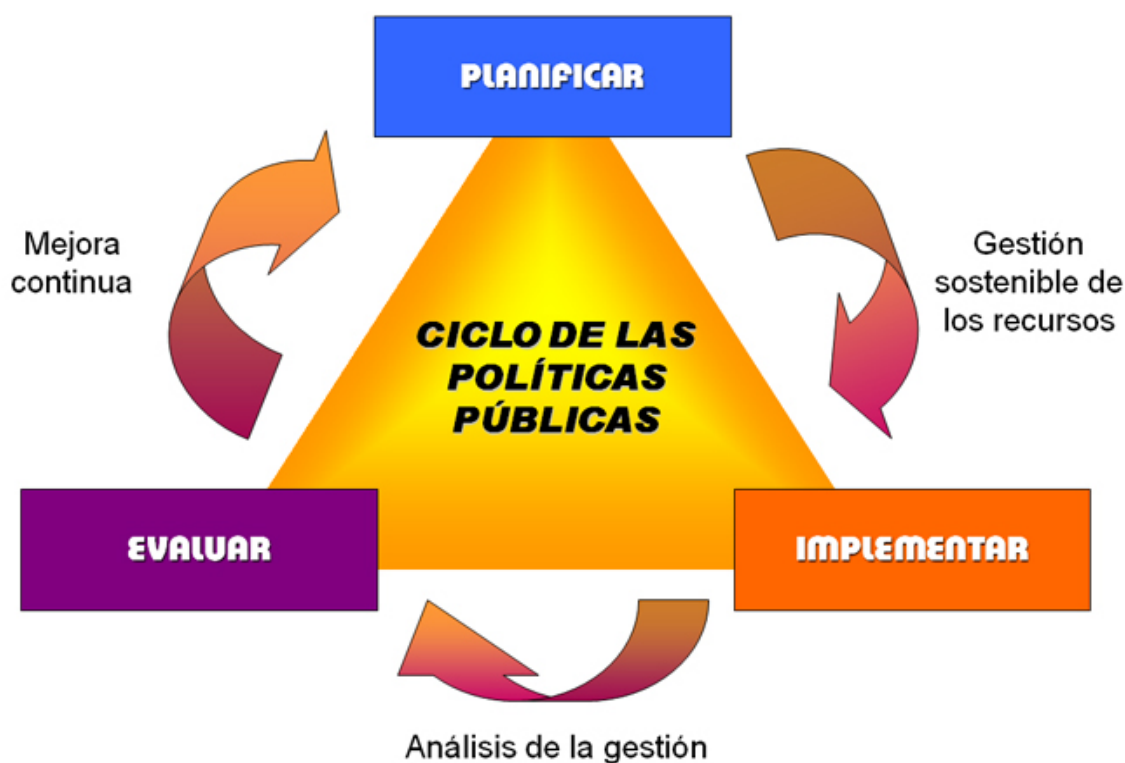 PLANIFICAR
Mejora
continua
Gestión
sostenible de
los recursos
CICLO DE LAS
POLÍTICAS
PÚBLICAS
EVALUAR
IMPLEMENTAR
Análisis de la gestión